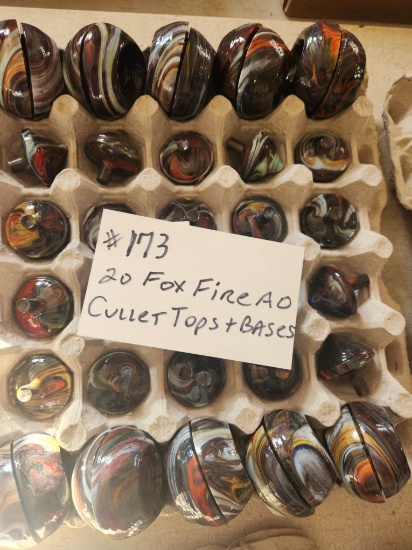 #173
20 Fox Fire AO
Cullet Tops + Bases